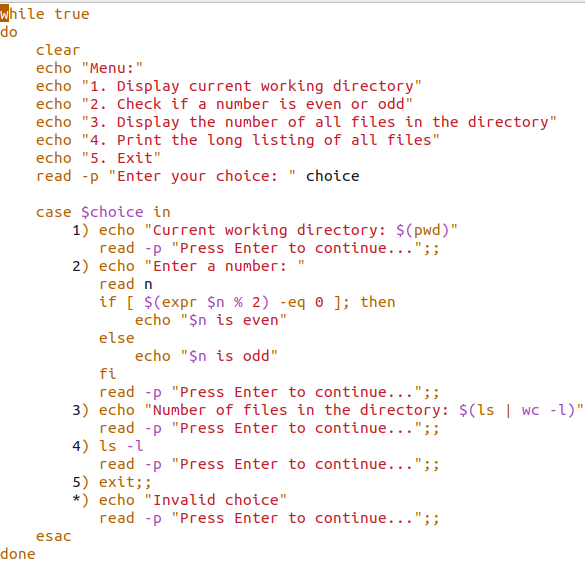 while true
do
    clear
    echo "Menu:"
    echo "1. Display current working directory"
    echo "2. Check if a number is even or odd"
    echo "3. Display the number of all files in the directory"
    echo "4. Print the long listing of all files"
    echo "5. Exit"
    read -p "Enter your choice: " choice

    case $choice in
        1) echo "Current working directory: $(pwd)"
           read -p "Press Enter to continue...";;
        2) echo "Enter a number: "
           read n
           if [ $(expr $n % 2) -eq 0 ]; then
               echo "$n is even"
           else
               echo "$n is odd"
           fi
           read -p "Press Enter to continue...";;
        3) echo "Number of files in the directory: $(ls | wc -l)"
           read -p "Press Enter to continue...";;
        4) ls -l
           read -p "Press Enter to continue...";;
        5) exit;;
        *) echo "Invalid choice"
           read -p "Press Enter to continue...";;
    esac
done